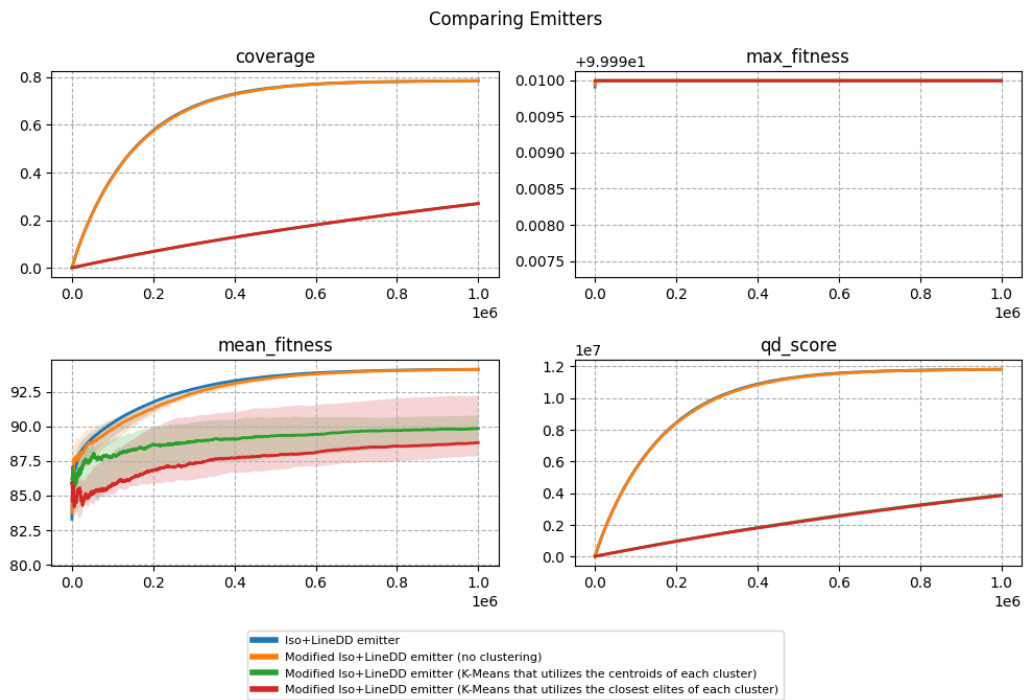 Comparing Emitters
coverage
0.8
0.6
0.4
0.2
0.0
0.0 0.2 0.4 0.6 0.8 1.0
1e6
max_fitness
+9.999e1
0.0100
0.0095
0.0090
0.0085
0.0080
0.0075
0.0 0.2 0.4 0.6 0.8 1.0
1e6
mean_fitness
92.5
90.0
87.5
85.0
82.5
80.0
0.0 0.2 0.4 0.6 0.8 1.0
1e6
qd_score
1e7
1.2
1.0
0.8
0.6
0.4
0.2
0.0
0.0 0.2 0.4 0.6 0.8 1.0
1e6
Iso+LineDD emitter
Modified Iso+LineDD emitter (no clustering)
Modified Iso+LineDD emitter (K-Means that utilizes the centroids of each cluster)
Modified Iso+LineDD emitter (K-Means that utilizes the closest elites of each cluster)